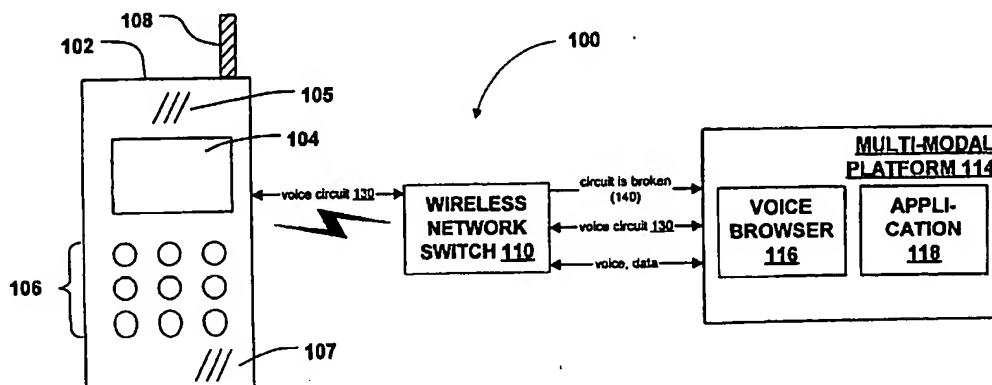 108
102
105
100
104
MULTI-MODAL
PLATFORM 114
voice circuit 130
WIRELESS
NETWORK
SWITCH 110
circuit is broken
(140)
voice circuit 130
voice, data
VOICE
BROWSER
116
APPLI-
CATION
118
106
107